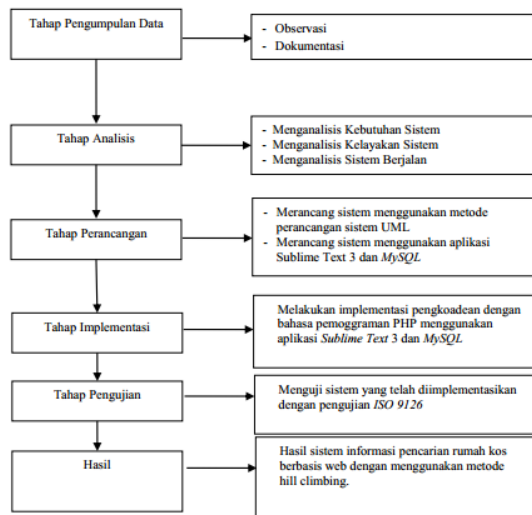 Tahap Pengumpulan Data
- Observasi
- Dokumentasi
Tahap Analisis
- Menganalisis Kebutuhan Sistem
- Menganalisis Kelayakan Sistem
- Menganalisis Sistem Berjalan
Tahap Perancangan
- Merancang sistem menggunakan metode
perancangan sistem UML
- Merancang sistem menggunakan aplikasi
Sublime Text 3 dan MySQL
Tahap Implementasi
Melakukan implementasi pengkoadean dengan
bahasa pemoggraman PHP menggunakan
aplikasi Sublime Text 3 dan MySQL
Tahap Pengujian
Menguji sistem yang telah diimplementasikan
dengan pengujian ISO 9126
Hasil
Hasil sistem informasi pencarian rumah kos
berbasis web dengan menggunakan metode
hill climbing.